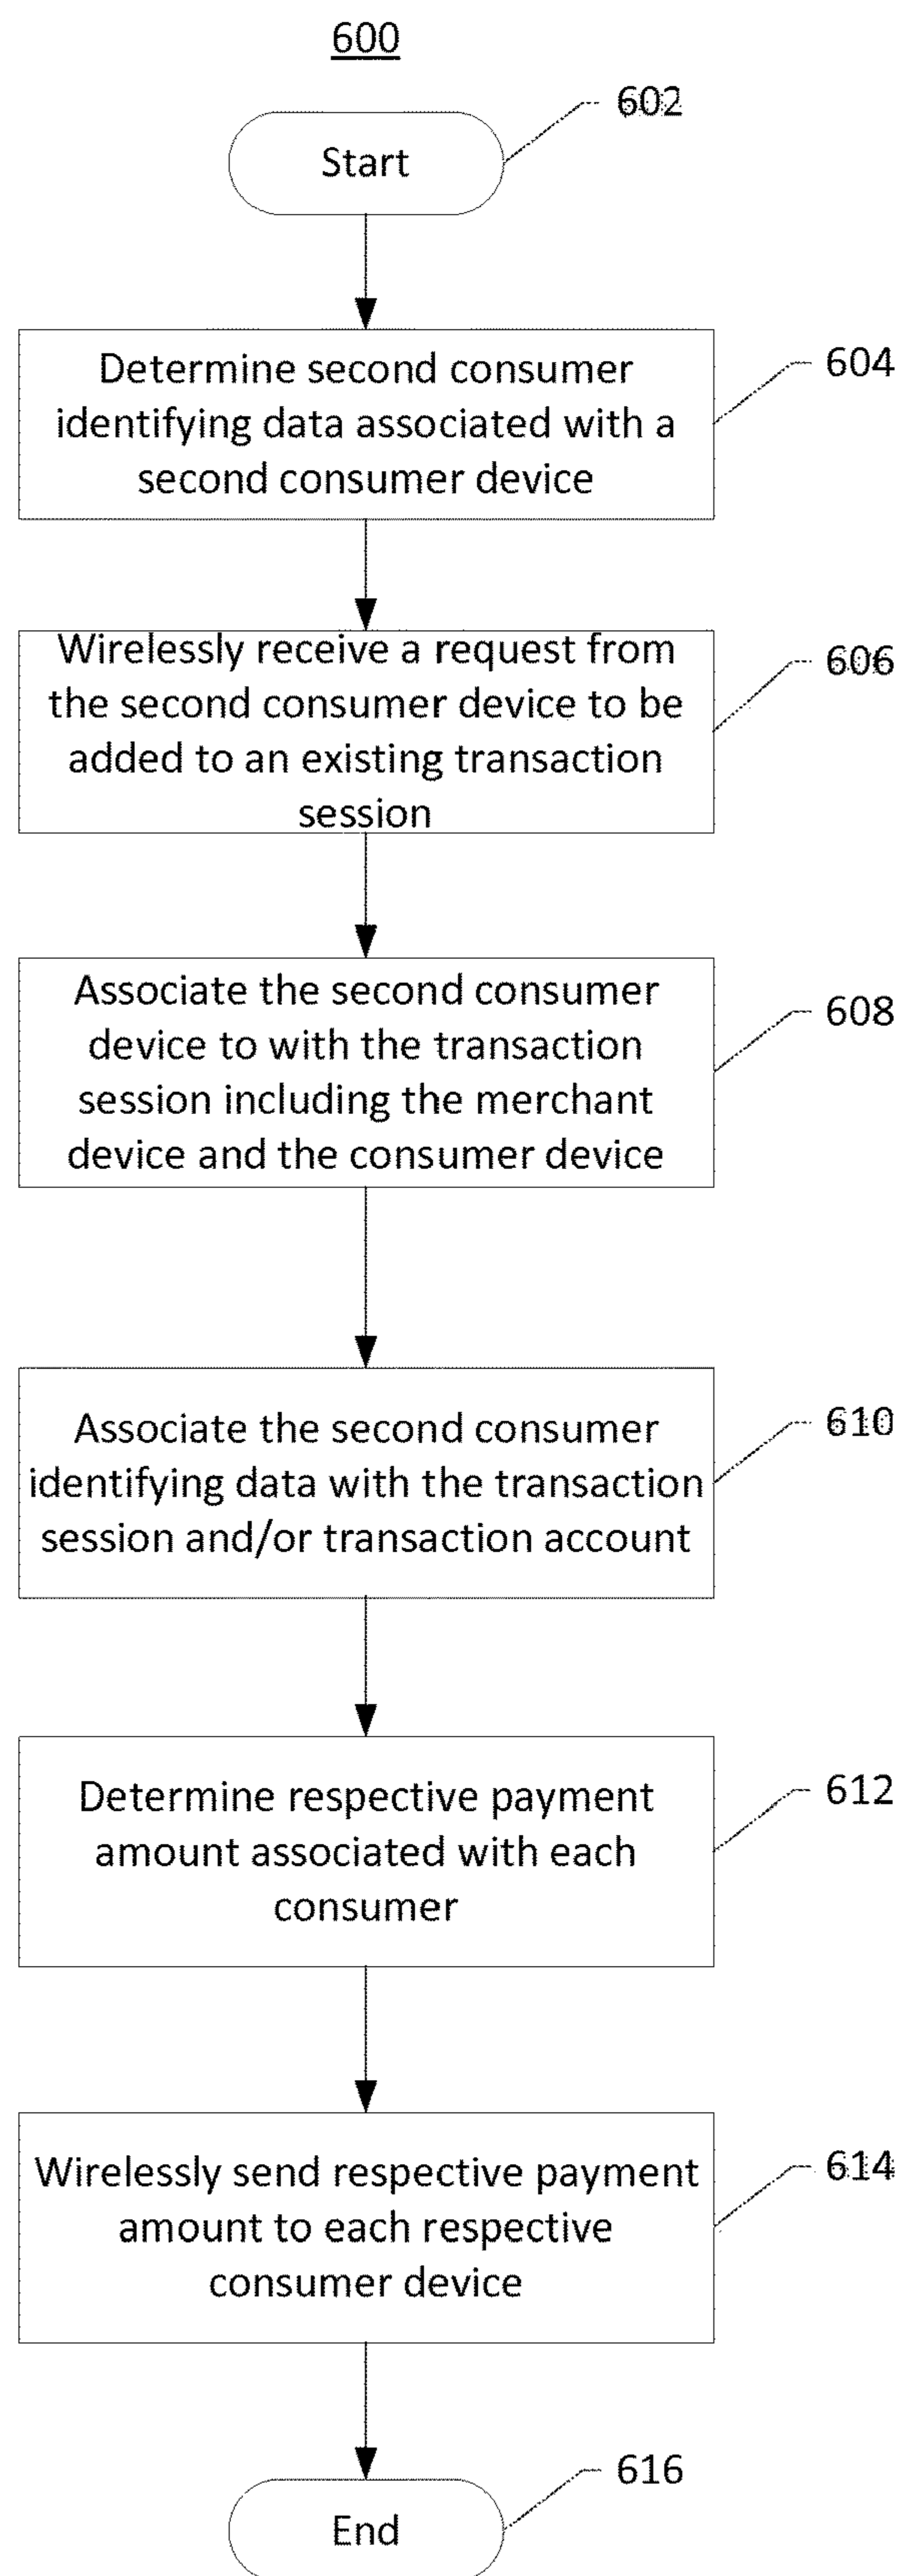 600
602
Start
604
Determine second consumer
identifying data associated with a
second consumer device
606
Wirelessly receive a request from
the second consumer device to be
added to an existing transaction
session
608
Associate the second consumer
device to with the transaction
session including the merchant
device and the consumer device
610
Associate the second consumer
identifying data with the transaction
session and/or transaction account
612
Determine respective payment
amount associated with each
consumer
614
Wirelessly send respective payment
amount to each respective
consumer device
616
End